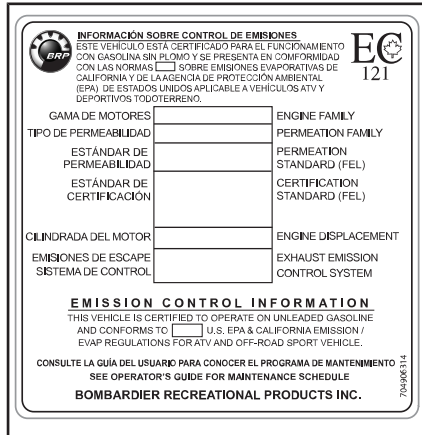 BRP
INFORMACIÓN SOBRE CONTROL DE EMISIONES
ESTE VEHÍCULO ESTÁ CERTIFICADO PARA EL FUNCIONAMIENTO
CON GASOLINA SIN PLOMO Y SE PRESENTA EN CONFORMIDAD
CON LAS NORMAS SOBRE EMISIONES EVAPORATIVAS DE
CALIFORNIA Y DE LA AGENCIA DE PROTECCIÓN AMBIENTAL
(EPA) DE ESTADOS UNIDOS APLICABLE A VEHÍCULOS ATV Y
DEPORTIVOS TODOTERRENO.
EC
121
GAMA DE MOTORES ENGINE FAMILY
TIPO DE PERMEABILIDAD PERMEATION FAMILY
ESTÁNDAR DE PERMEATION
PERMEABILIDAD STANDARD (FEL)
ESTÁNDAR DE CERTIFICATION
CERTIFICACIÓN STANDARD (FEL)
CILINDRADA DEL MOTOR ENGINE DISPLACEMENT
EMISIONES DE ESCAPE EXHAUST EMISSION
SISTEMA DE CONTROL CONTROL SYSTEM
EMISSION CONTROL INFORMATION
THIS VEHICLE IS CERTIFIED TO OPERATE ON UNLEADED GASOLINE
AND CONFORMS TO U.S. EPA & CALIFORNIA EMISSION /
EVAP REGULATIONS FOR ATV AND OFF-ROAD SPORT VEHICLE.
CONSULTE LA GUÍA DEL USUARIO PARA CONOCER EL PROGRAMA DE MANTENIMIENTO
SEE OPERATOR'S GUIDE FOR MAINTENANCE SCHEDULE
BOMBARDIER RECREATIONAL PRODUCTS INC.
704906314